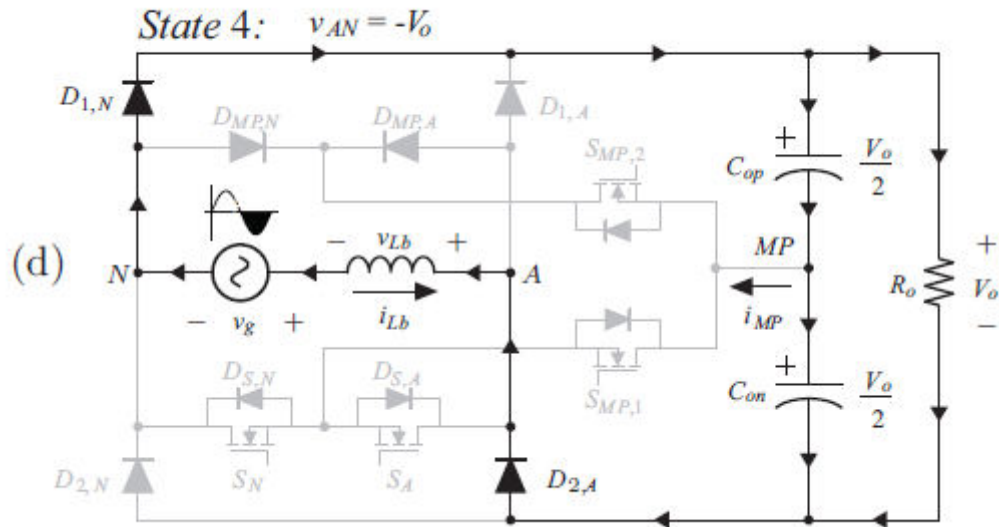 State 4: v_AN = -V_o
D_1,N
D_MP,N
D_MP,A
D_1,A
S_MP,2
+
C_op
V_o
2
(d)
N
v_Lb
- +
A
MP
- v_g +
i_Lb
i_MP
R_o
+
V_o
-
D_S,N
D_S,A
S_MP,1
+
C_on
V_o
2
D_2,N
S_N
S_A
D_2,A